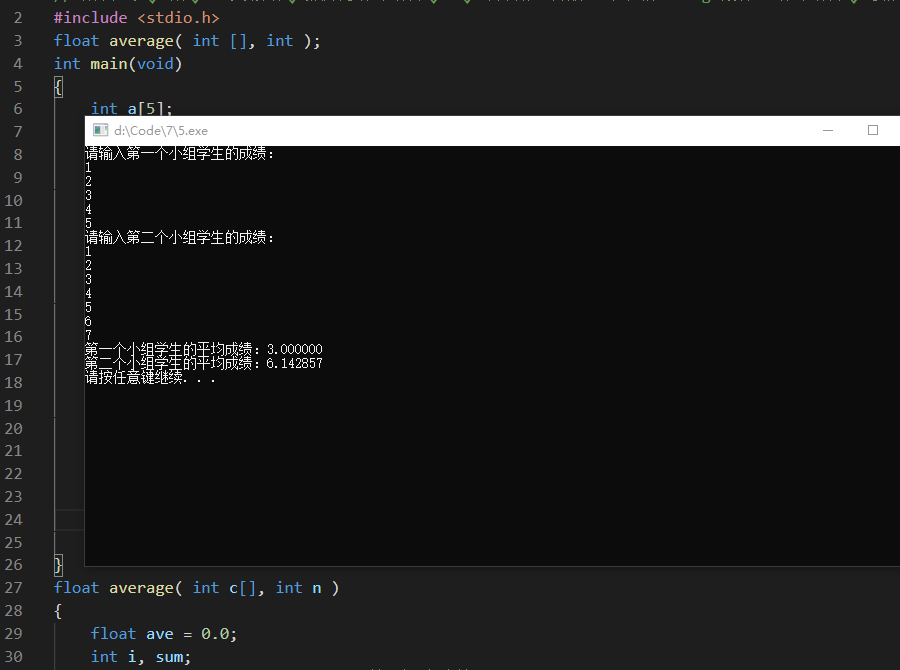 2 #include <stdio.h>
3 float average( int [], int );
4 int main(void)
5 {
6 int a[5];
7 d:\Code\7\5.exe
8 请输入第一个小组学生的成绩：
1
9 2
3
10 4
11 5
12 请输入第二个小组学生的成绩：
1
13 2
3
14 4
15 5
6
16 7
第一个小组学生的平均成绩：3.000000
17 第二个小组学生的平均成绩：6.142857
18 请按任意键继续. . .
19
20
21
22
23
24
25
26 }
27 float average( int c[], int n )
28 {
29 float ave = 0.0;
30 int i, sum;